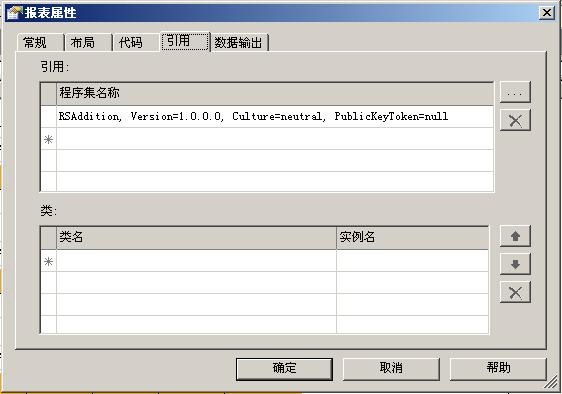 报表属性
常规 布局 代码 引用 数据输出
引用:
程序集名称
...
RSAddition, Version=1.0.0.0, Culture=neutral, PublicKeyToken=null
类:
类名 实例名
确定 取消 帮助